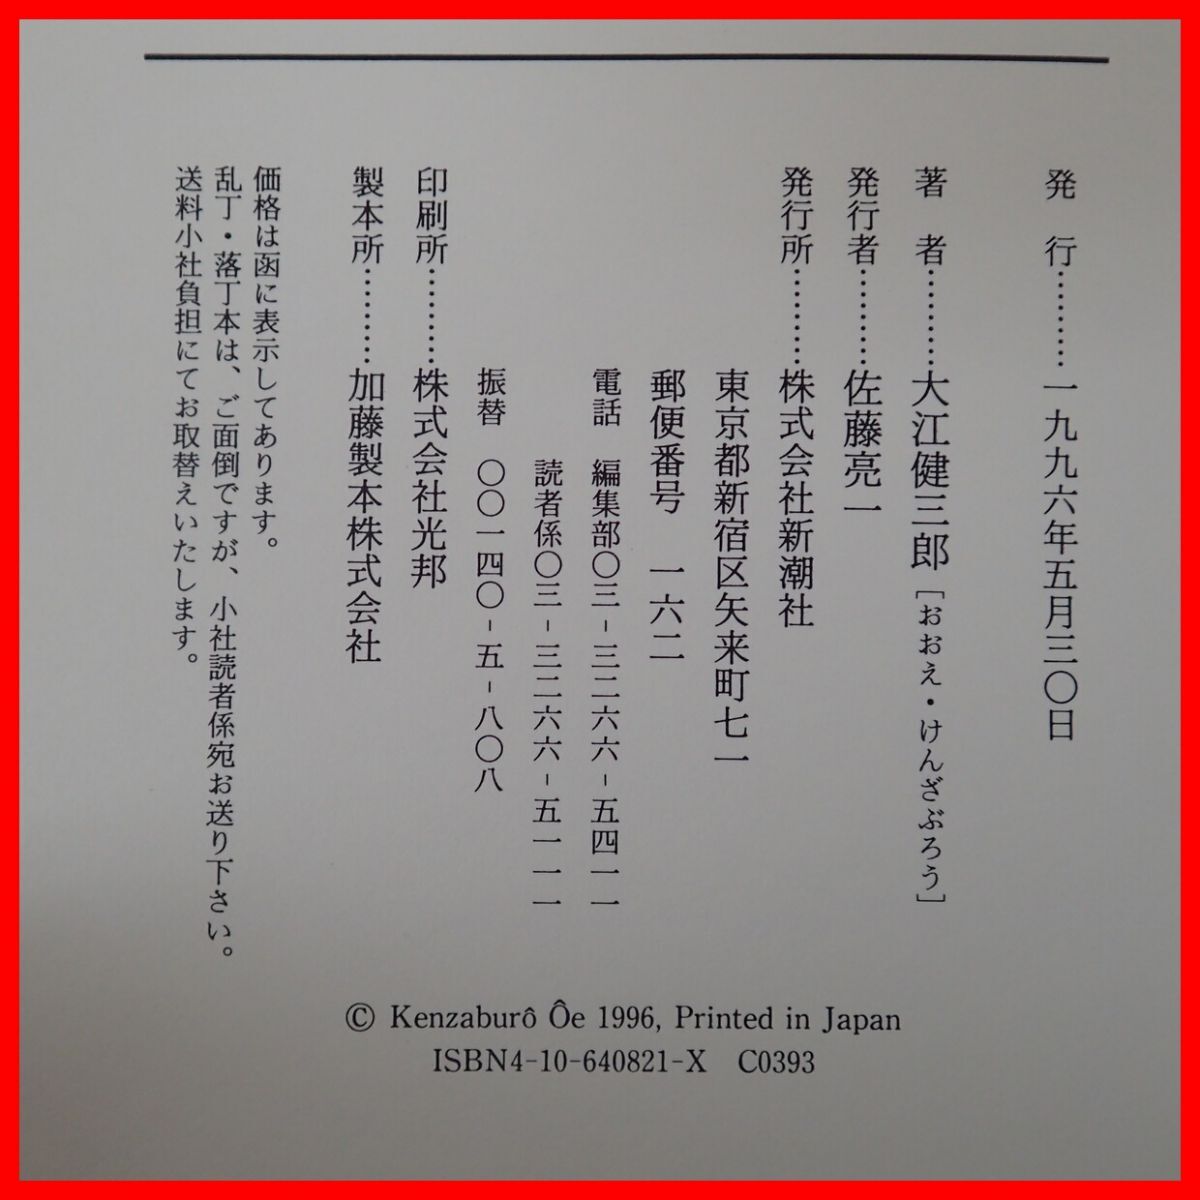 発　行………一九九六年五月三〇日
著　者………大江健三郎［おおえ・けんざぶろう］
発行者………佐藤亮一
発行所………株式会社新潮社
東京都新宿区矢来町七一
郵便番号　一六二
電話　編集部〇三-三二六六-五四一一
読者係〇三-三二六六-五一一一
振替　〇〇一四〇-五-八〇八
印刷所………株式会社光邦
製本所………加藤製本株式会社
価格は函に表示してあります。
乱丁・落丁本は、ご面倒ですが、小社読者係宛お送り下さい。
送料小社負担にてお取替えいたします。
© Kenzaburô Ôe 1996, Printed in Japan
ISBN4-10-640821-X　C0393